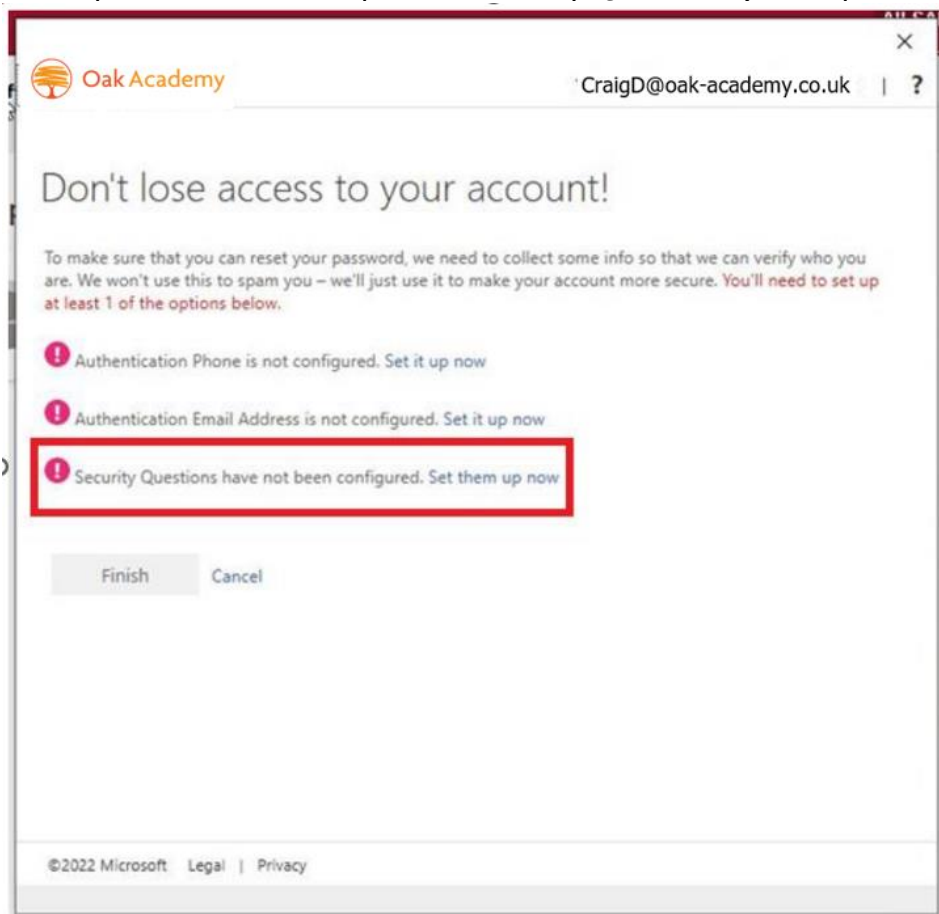 Oak Academy
CraigD@oak-academy.co.uk | ?
Don't lose access to your account!
To make sure that you can reset your password, we need to collect some info so that we can verify who you
are. We won't use this to spam you – we'll just use it to make your account more secure. You'll need to set up
at least 1 of the options below.
Authentication Phone is not configured. Set it up now
Authentication Email Address is not configured. Set it up now
Security Questions have not been configured. Set them up now
Finish Cancel
©2022 Microsoft Legal | Privacy